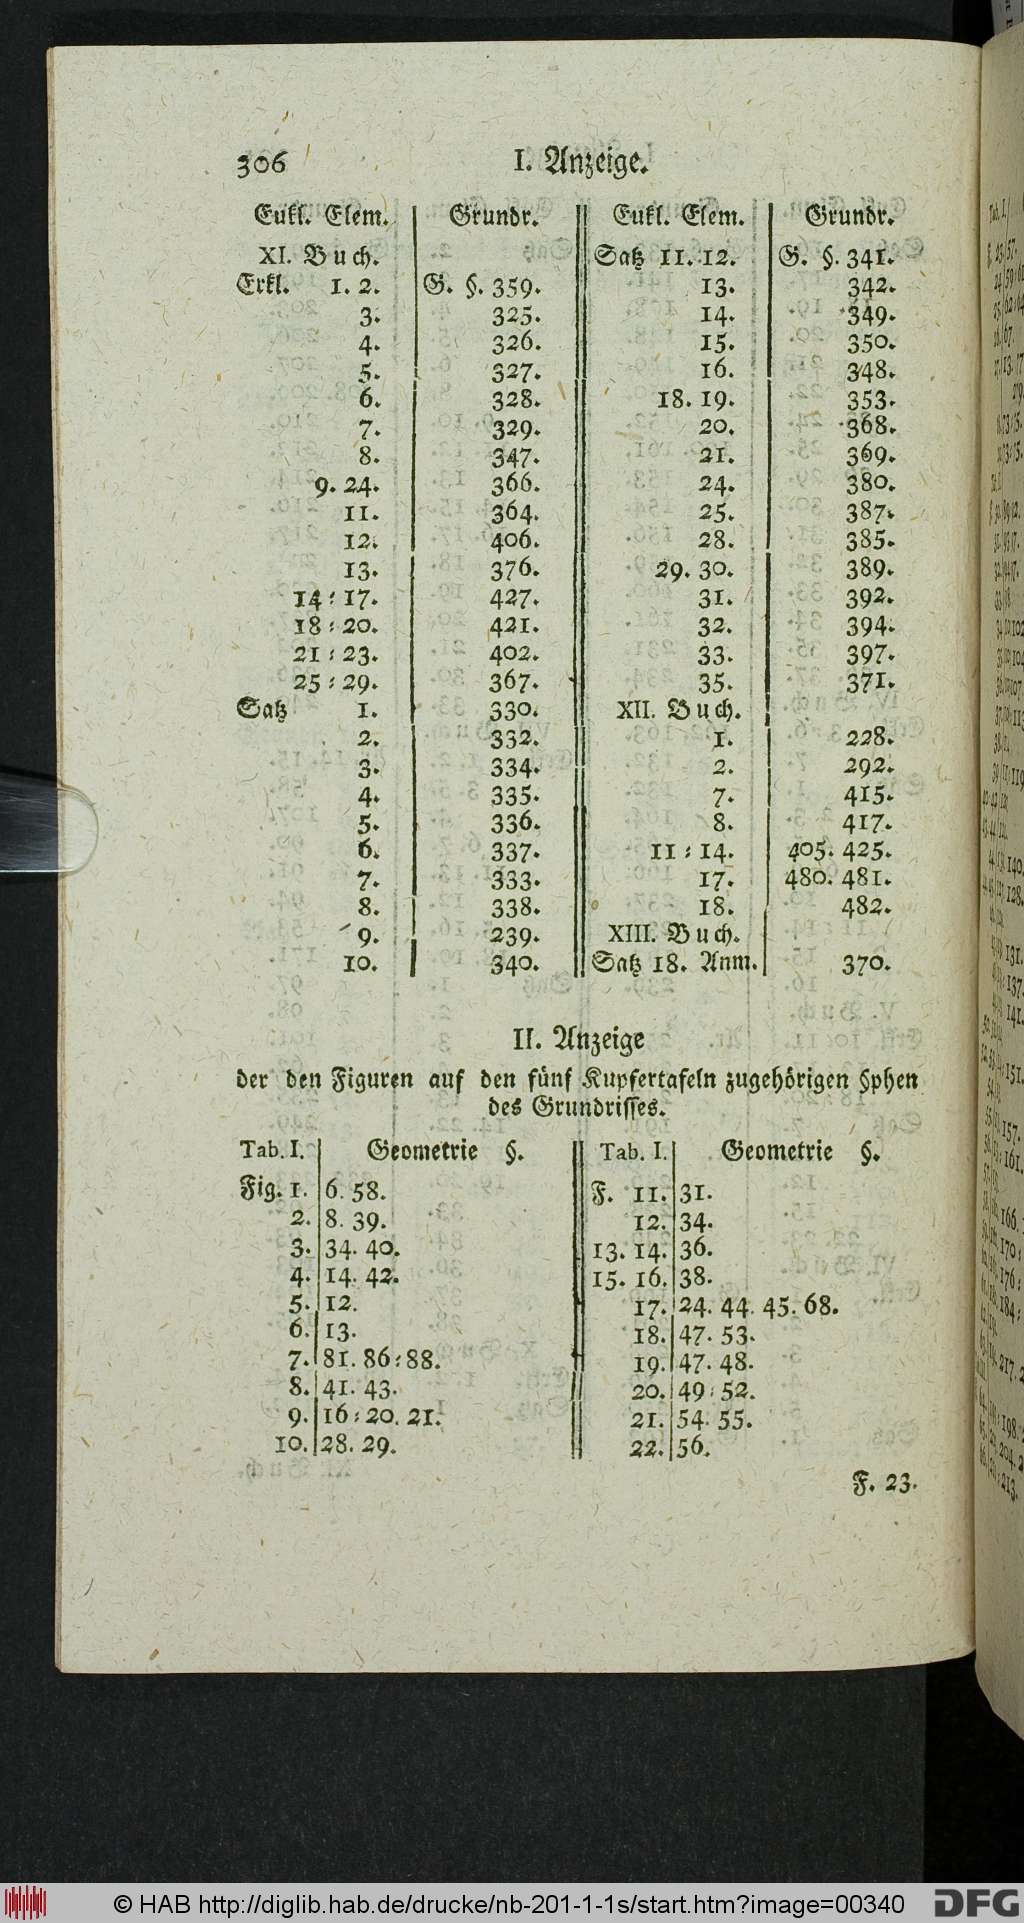 306 I. Anzeige.
Eukl. Elem. Grundr. Eukl. Elem. Grundr.
XI. Buch. Satz 11. 12. G. §. 341.
Erkl. 1. 2. G. §. 359. 13. 342.
3. 325. 14. 349.
4. 326. 15. 350.
5. 327. 16. 348.
6. 328. 18. 19. 353.
7. 329. 20. 368.
8. 347. 21. 369.
9. 24. 366. 24. 380.
11. 364. 25. 387.
12. 406. 28. 385.
13. 376. 29. 30. 389.
14 : 17. 427. 31. 392.
18 : 20. 421. 32. 394.
21 : 23. 402. 33. 397.
25 : 29. 367. 35. 371.
Satz 1. 330. XII. Buch.
2. 332. 1. 228.
3. 334. 2. 292.
4. 335. 7. 415.
5. 336. 8. 417.
6. 337. 11 : 14. 405. 425.
7. 333. 17. 480. 481.
8. 338. 18. 482.
9. 239. XIII. Buch.
10. 340. Satz 18. Anm. 370.
II. Anzeige
der den Figuren auf den fünf Kupfertafeln zugehörigen §phen
des Grundrisses.
Tab. I. Geometrie §. Tab. I. Geometrie §.
Fig. 1. 6. 58. F. 11. 31.
2. 8. 39. 12. 34.
3. 34. 40. 13. 14. 36.
4. 14. 42. 15. 16. 38.
5. 12. 17. 24. 44. 45. 68.
6. 13. 18. 47. 53.
7. 81. 86 : 88. 19. 47. 48.
8. 41. 43. 20. 49 : 52.
9. 16 : 20. 21. 21. 54. 55.
10. 28. 29. 22. 56.
F. 23.
© HAB http://diglib.hab.de/drucke/nb-201-1-1s/start.htm?image=00340 DFG